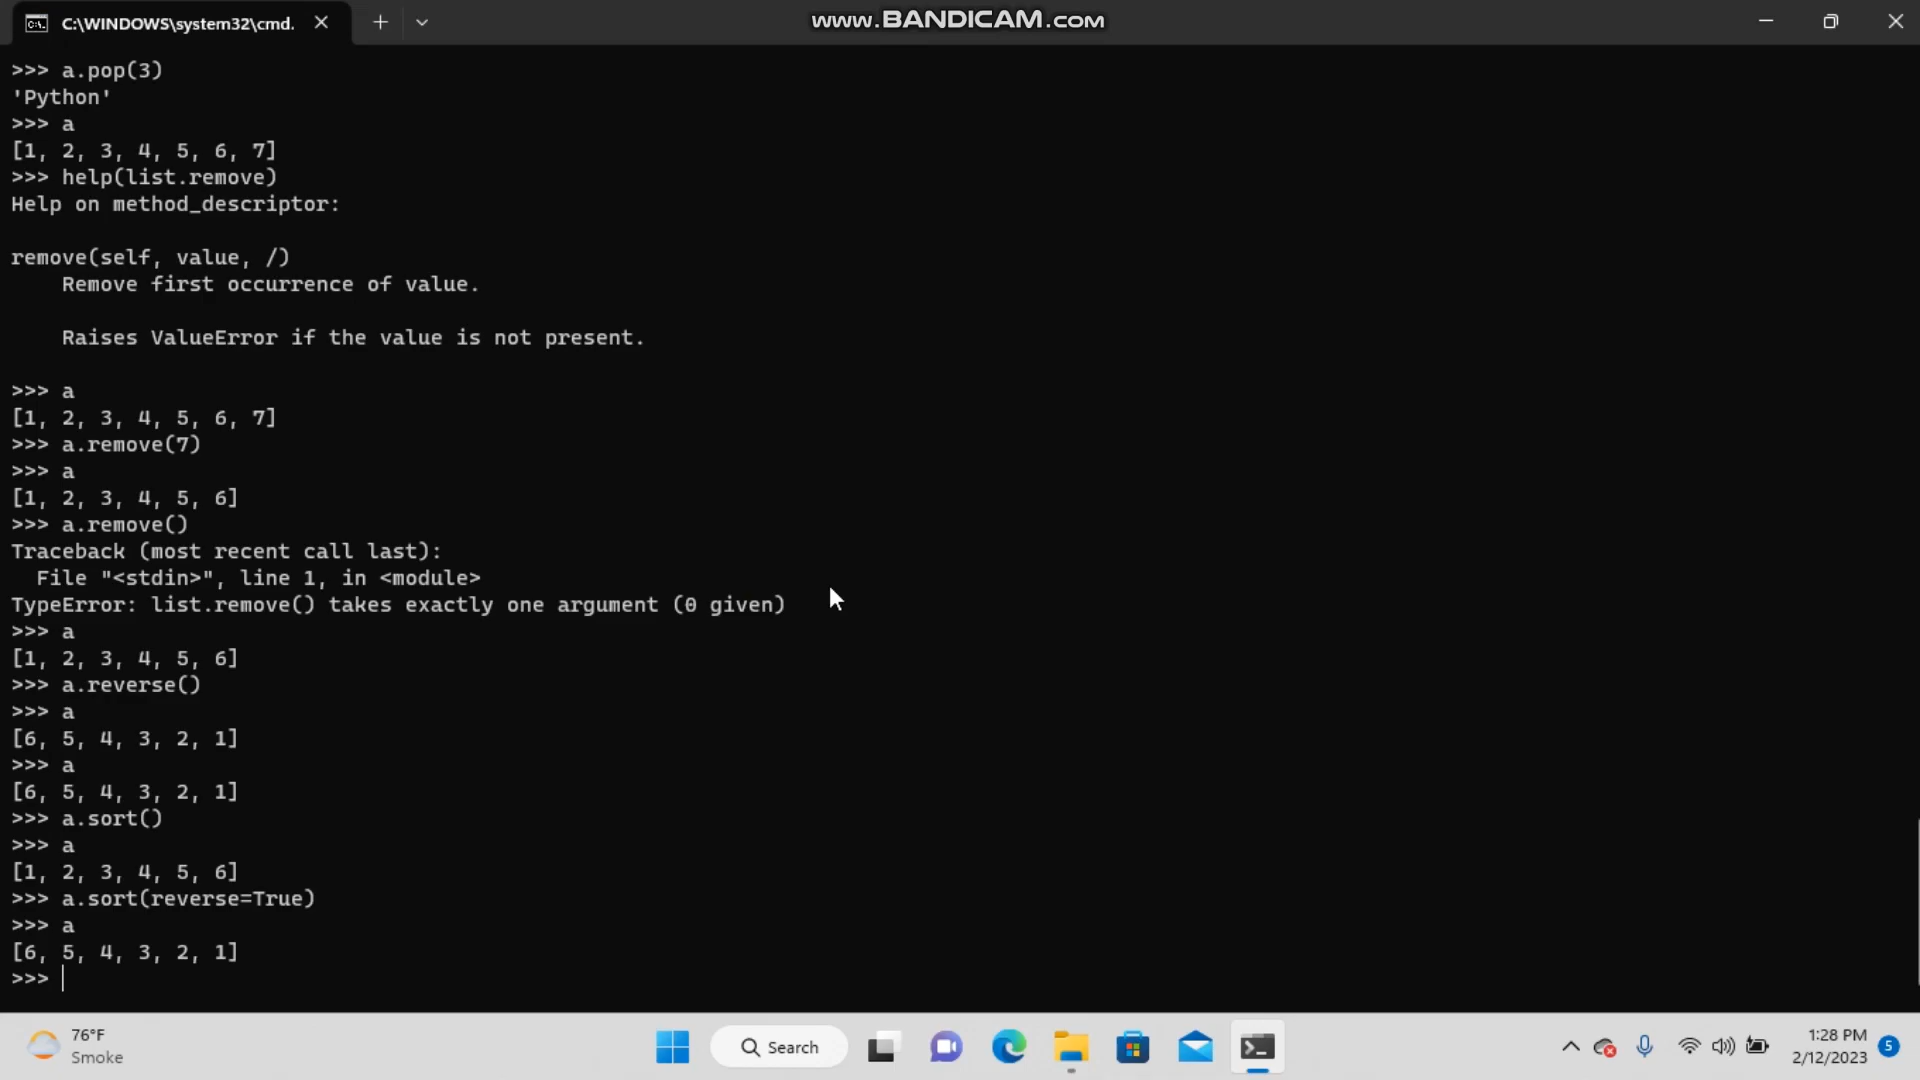 C:\WINDOWS\system32\cmd.
www.BANDICAM.com
>>> a.pop(3)
'Python'
>>> a
[1, 2, 3, 4, 5, 6, 7]
>>> help(list.remove)
Help on method_descriptor:
remove(self, value, /)
    Remove first occurrence of value.
    Raises ValueError if the value is not present.
>>> a
[1, 2, 3, 4, 5, 6, 7]
>>> a.remove(7)
>>> a
[1, 2, 3, 4, 5, 6]
>>> a.remove()
Traceback (most recent call last):
  File "<stdin>", line 1, in <module>
TypeError: list.remove() takes exactly one argument (0 given)
>>> a
[1, 2, 3, 4, 5, 6]
>>> a.reverse()
>>> a
[6, 5, 4, 3, 2, 1]
>>> a
[6, 5, 4, 3, 2, 1]
>>> a.sort()
>>> a
[1, 2, 3, 4, 5, 6]
>>> a.sort(reverse=True)
>>> a
[6, 5, 4, 3, 2, 1]
>>>
76°F
Smoke
Search
1:28 PM
2/12/2023
5